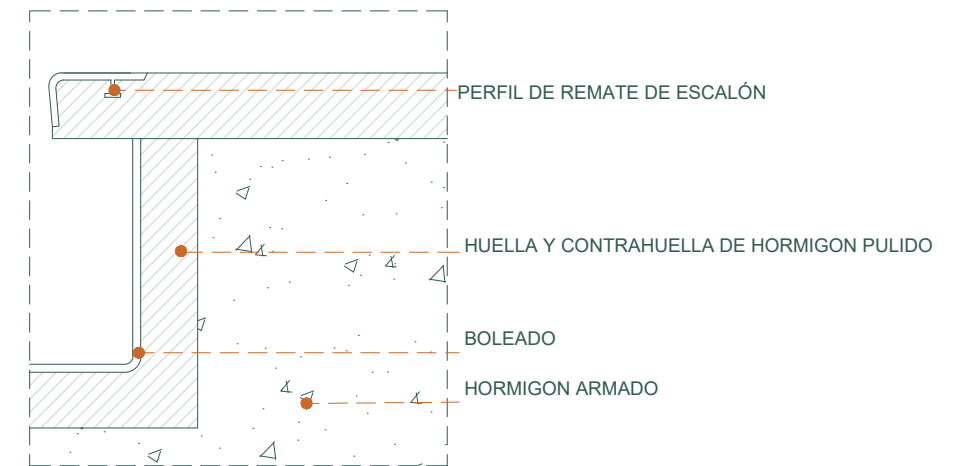 PERFIL DE REMATE DE ESCALÓN
HUELLA Y CONTRAHUELLA DE HORMIGON PULIDO
BOLEADO
HORMIGON ARMADO